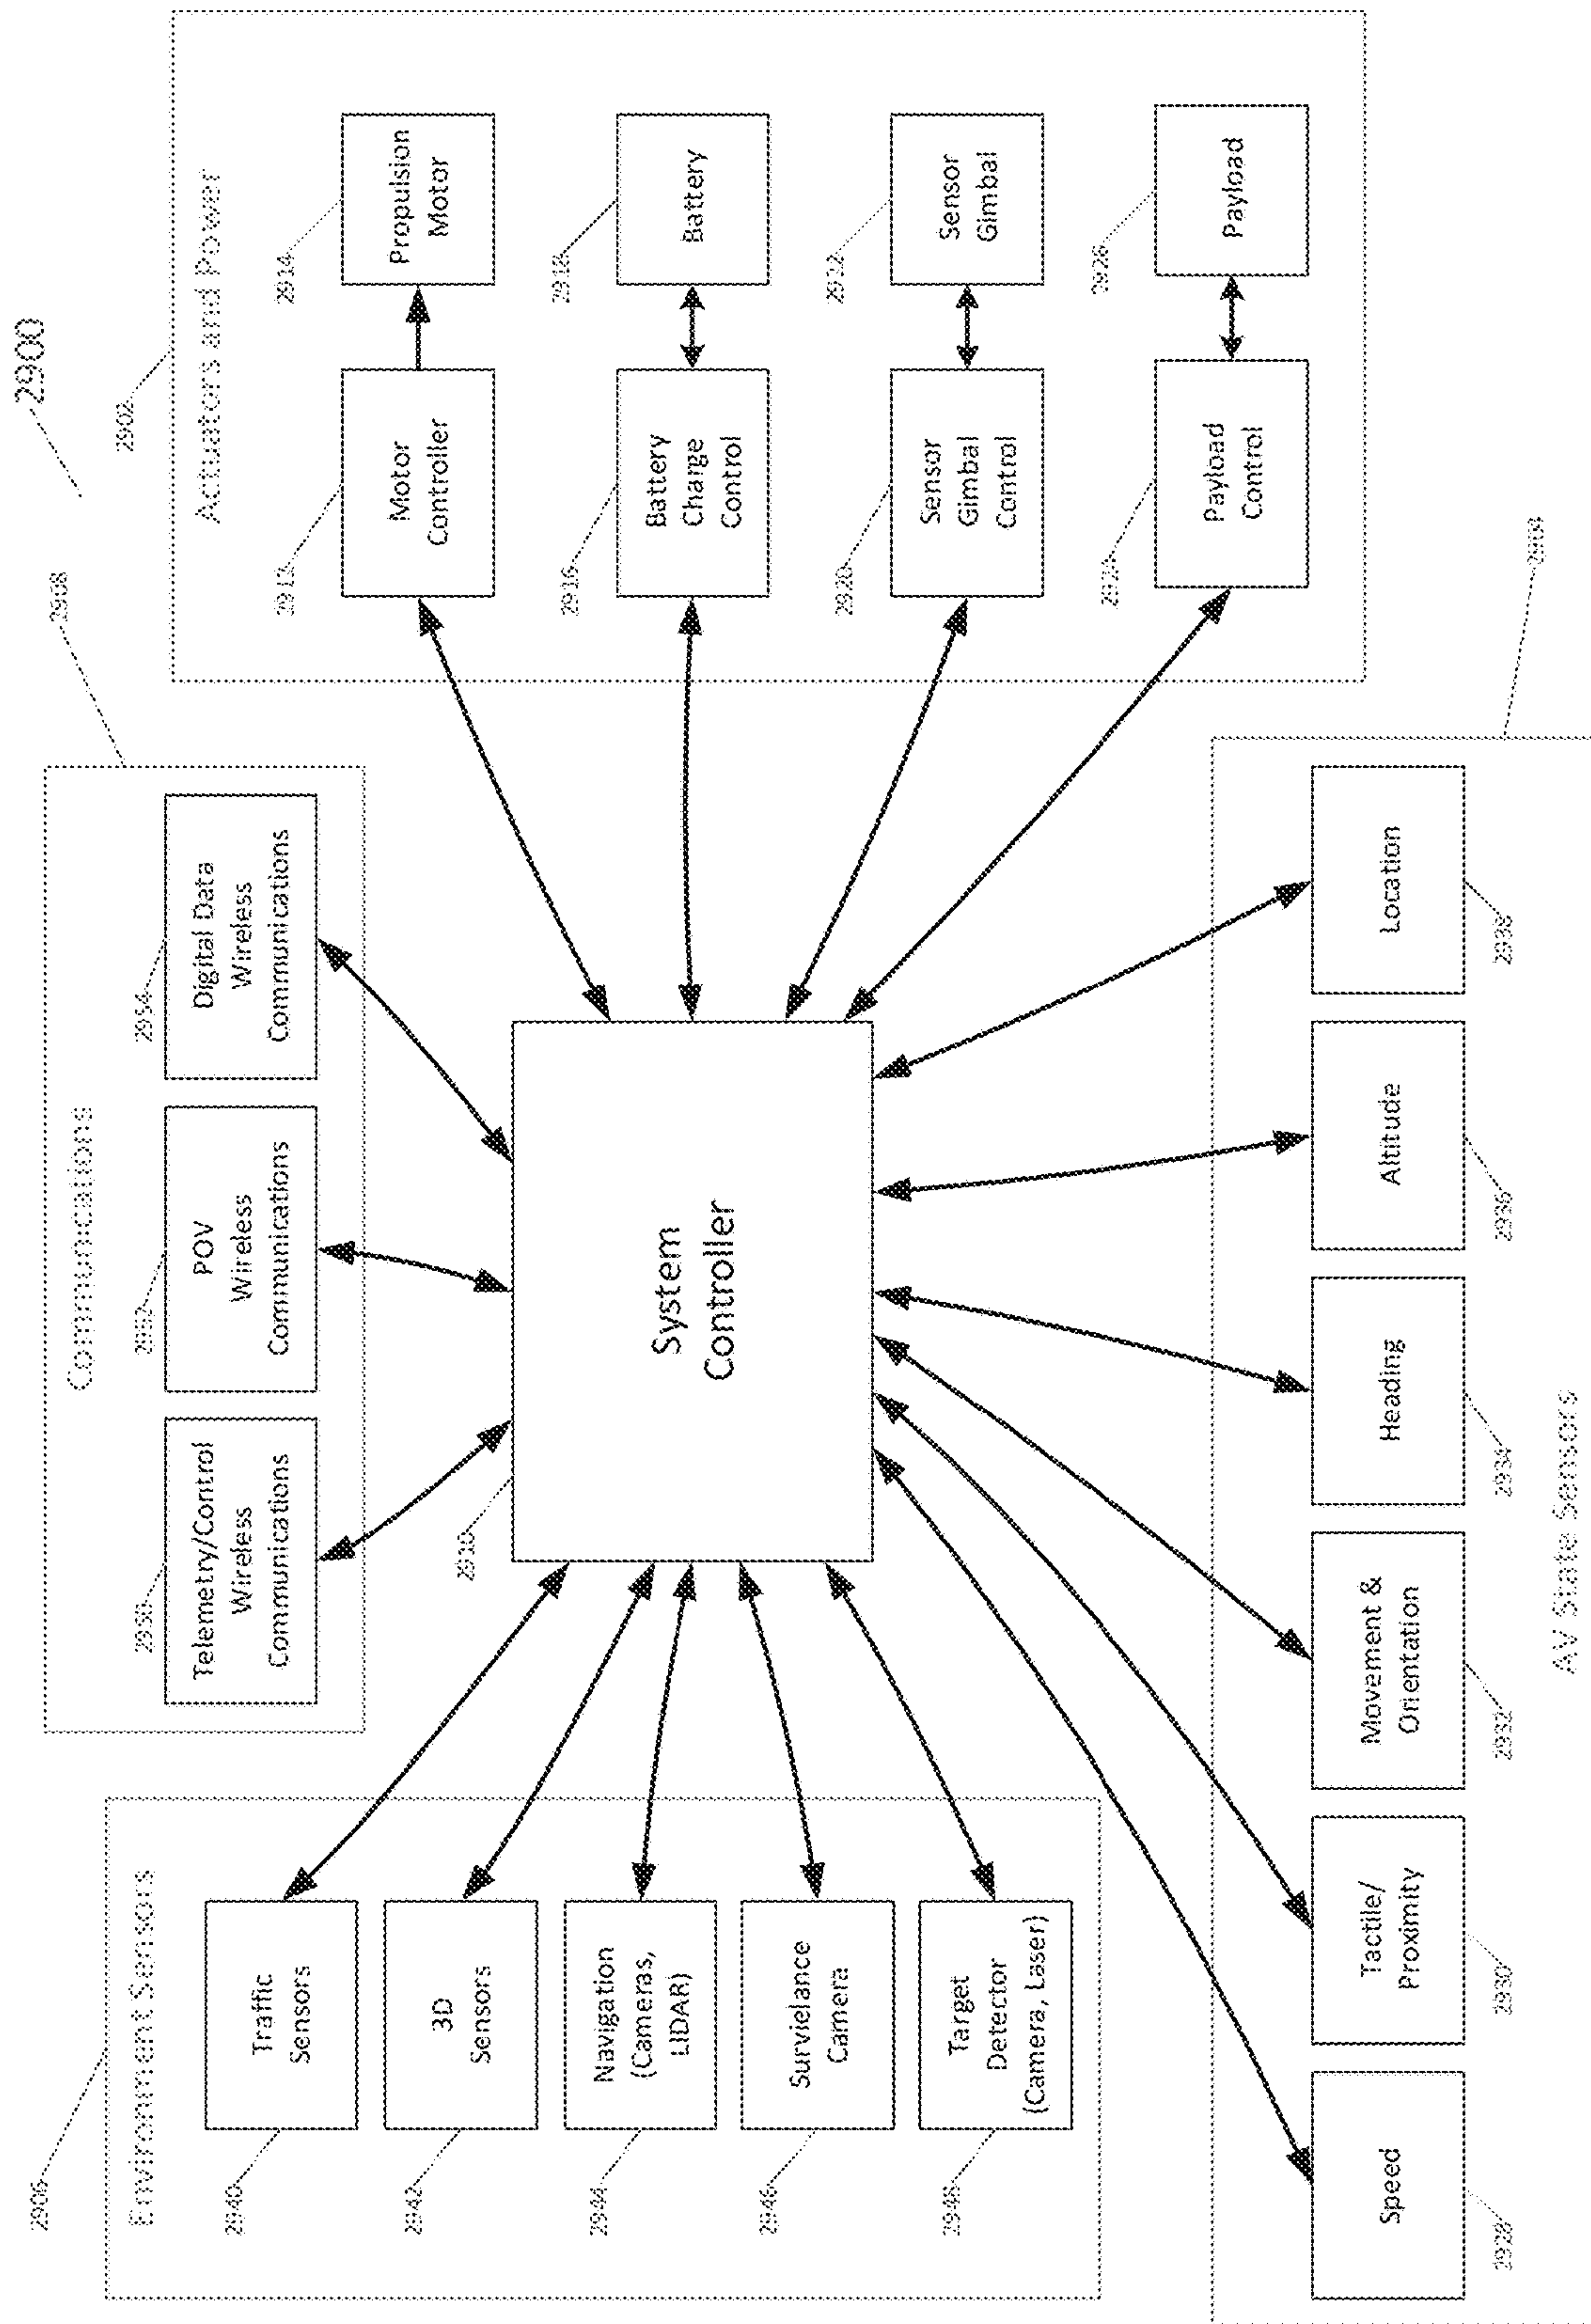 2900
2906
Environment Sensors
2940
Traffic
Sensors
2942
3D
Sensors
2944
Navigation
(Cameras,
LIDAR)
2946
Survielance
Camera
2948
Target
Detector
(Camera, Laser)
2908
Communications
2950
Telemetry/Control
Wireless
Communications
2952
POV
Wireless
Communications
2954
Digital Data
Wireless
Communications
2910
System
Controller
2902
Actuators and Power
2912
Motor
Controller
2914
Propulsion
Motor
2916
Battery
Charge
Control
2918
Battery
2920
Sensor
Gimbal
Control
2922
Sensor
Gimbal
2924
Payload
Control
2926
Payload
2904
Speed
2928
Tactile/
Proximity
2930
Movement &
Orientation
2932
Heading
2934
Altitude
2936
Location
2938
AV State Sensors